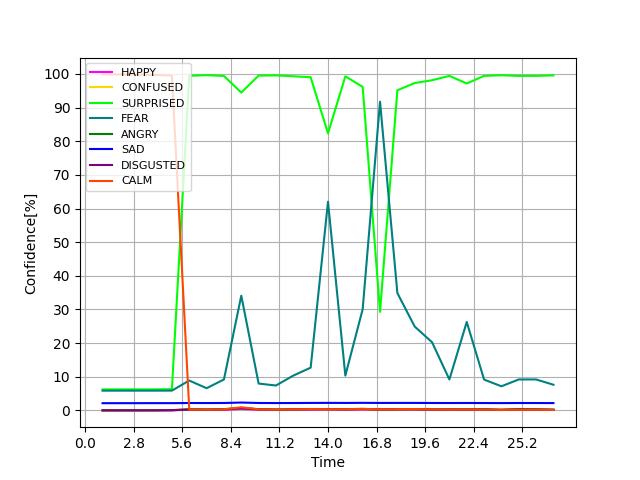 HAPPY
CONFUSED
SURPRISED
FEAR
ANGRY
SAD
DISGUSTED
CALM
Confidence[%]
100
90
80
70
60
50
40
30
20
10
0
0.0 2.8 5.6 8.4 11.2 14.0 16.8 19.6 22.4 25.2
Time